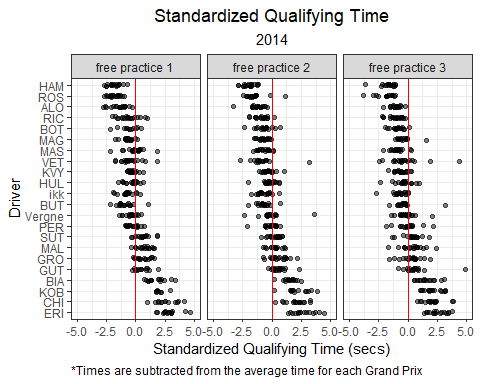 Standardized Qualifying Time
2014
free practice 1 free practice 2 free practice 3
HAM
ROS
ALO
RIC
BOT
MAG
MAS
VET
KVY
HUL
ikk
BUT
Vergne
PER
SUT
MAL
GRO
GUT
BIA
KOB
CHI
ERI
Driver
-5.0 -2.5 0.0 2.5 5.0 -5.0 -2.5 0.0 2.5 5.0 -5.0 -2.5 0.0 2.5 5.0
Standardized Qualifying Time (secs)
*Times are subtracted from the average time for each Grand Prix